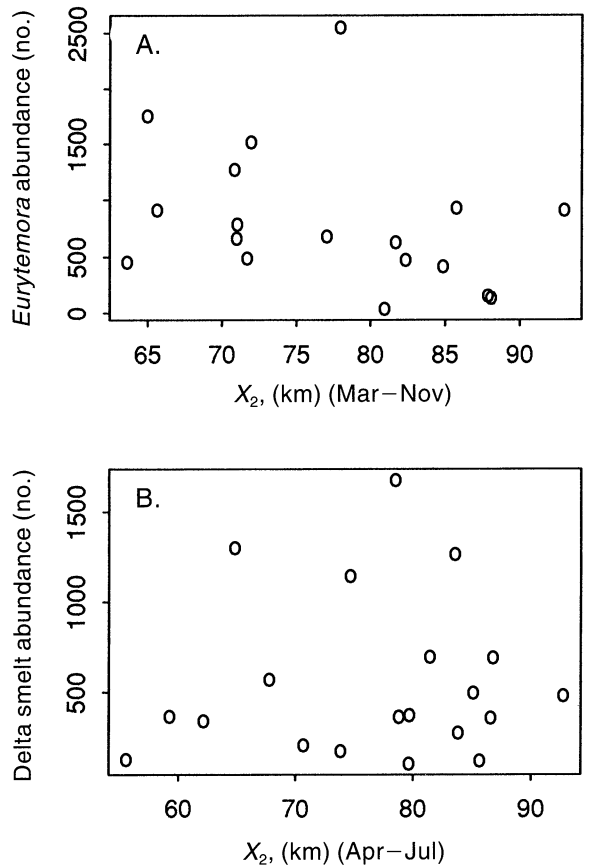 A.
Eurytemora abundance (no.)
2500
1500
500
0
65 70 75 80 85 90
X₂, (km) (Mar–Nov)
B.
Delta smelt abundance (no.)
1500
1000
500
60 70 80 90
X₂, (km) (Apr–Jul)